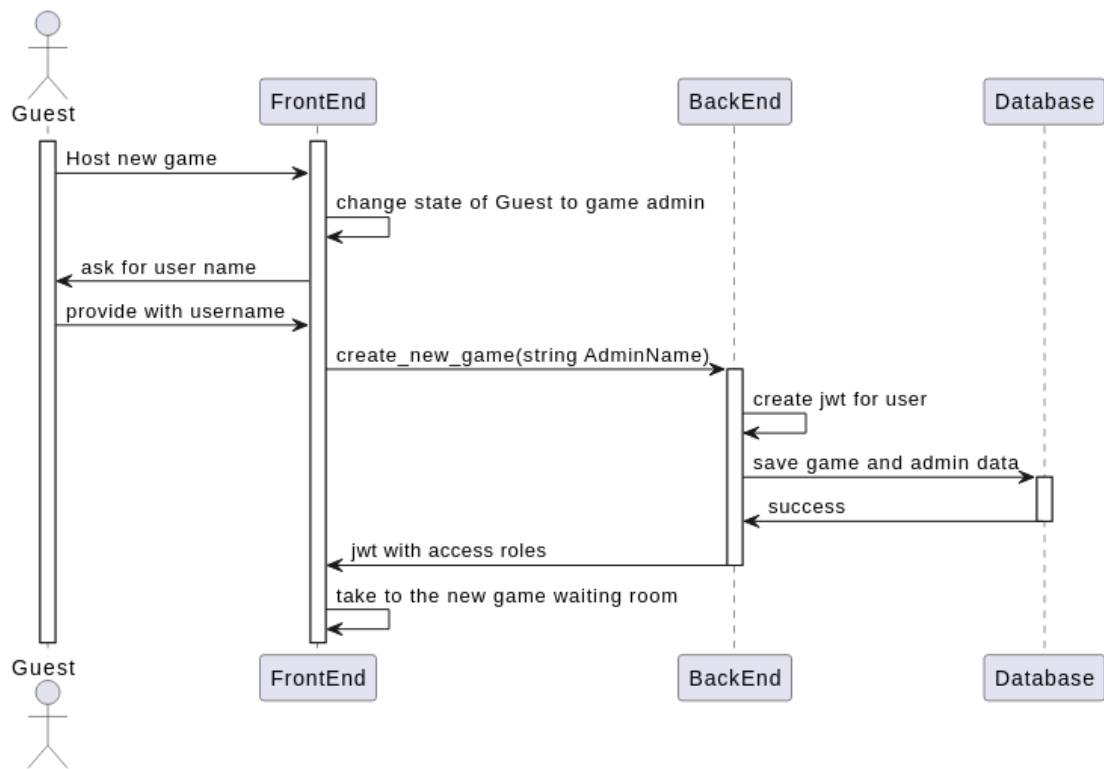 Guest
FrontEnd
BackEnd
Database
Host new game
change state of Guest to game admin
ask for user name
provide with username
create_new_game(string AdminName)
create jwt for user
save game and admin data
success
jwt with access roles
take to the new game waiting room
Guest
FrontEnd
BackEnd
Database